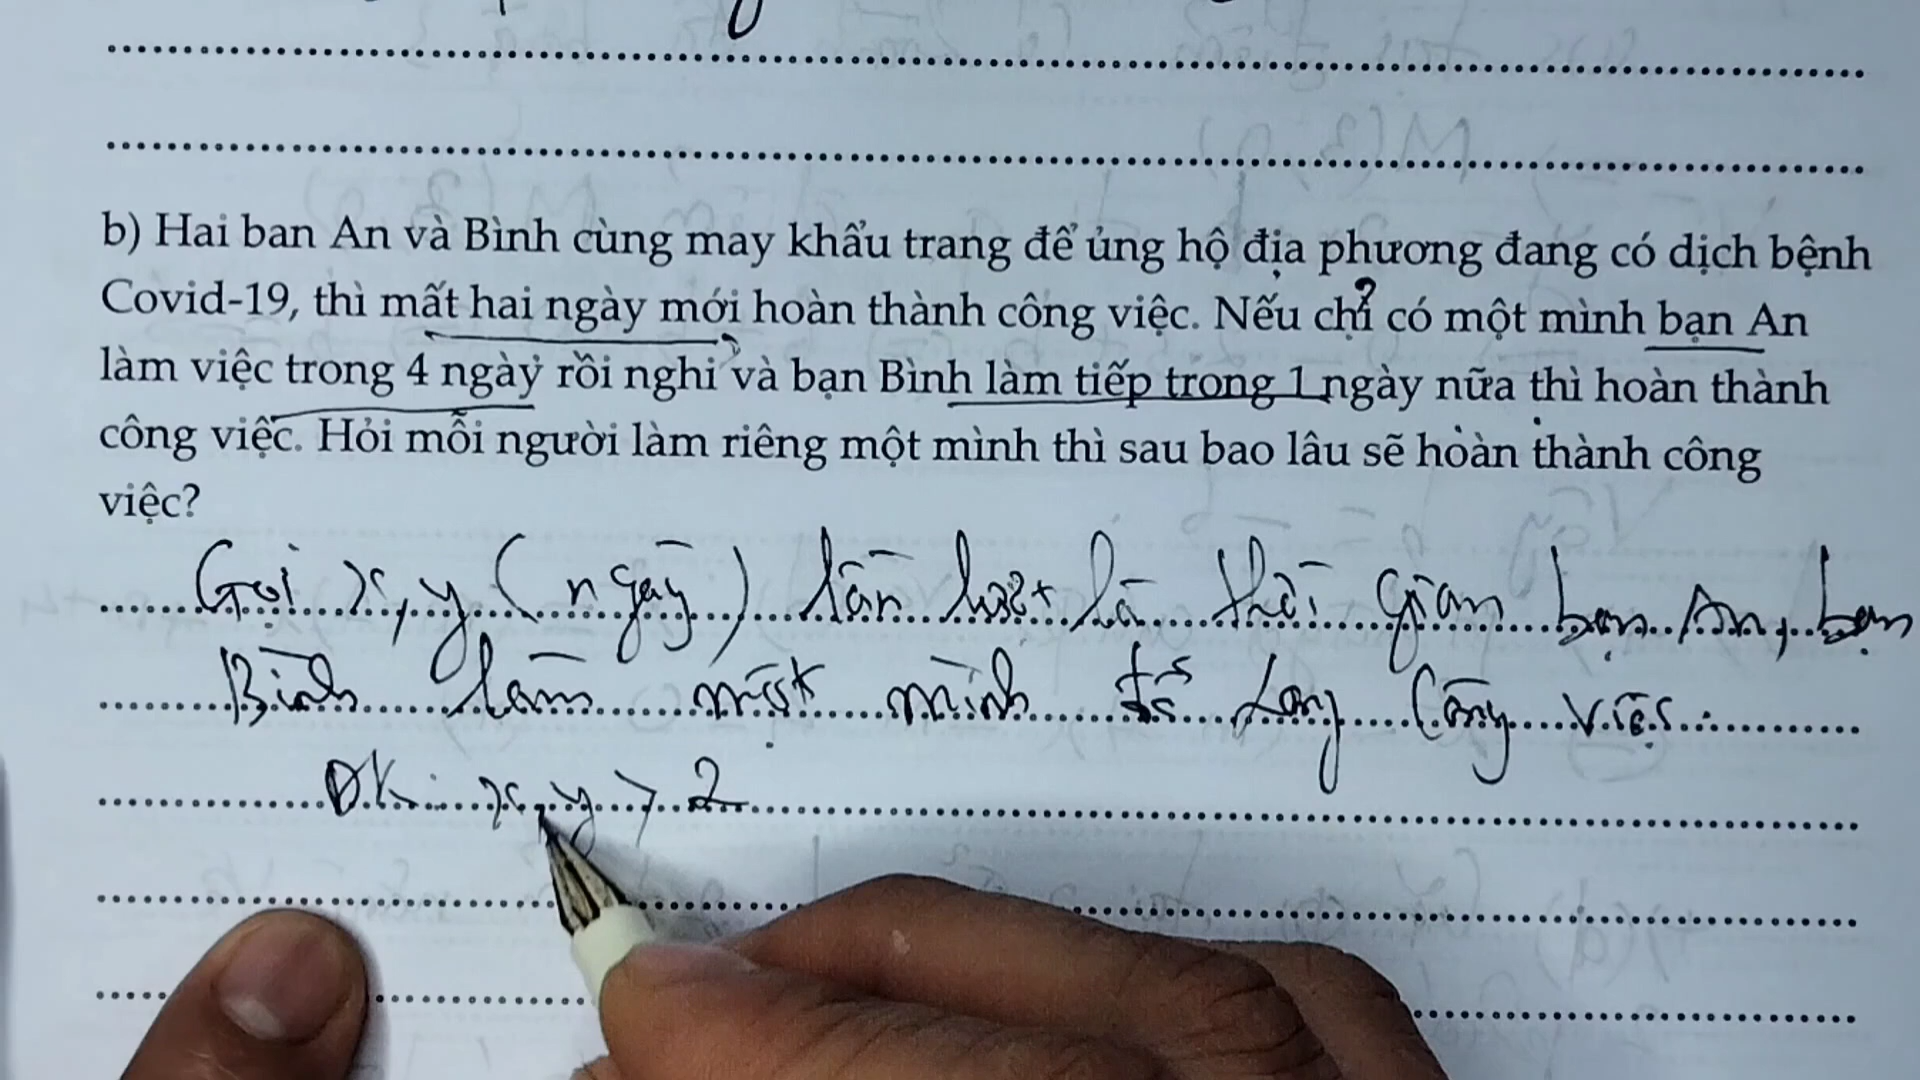 b) Hai ban An và Bình cùng may khẩu trang để ủng hộ địa phương đang có dịch bệnh
Covid-19, thì mất hai ngày mới hoàn thành công việc. Nếu chỉ có một mình bạn An
làm việc trong 4 ngày rồi nghỉ và bạn Bình làm tiếp trong 1 ngày nữa thì hoàn thành
công việc. Hỏi mỗi người làm riêng một mình thì sau bao lâu sẽ hoàn thành công
việc?
Gọi x, y (ngày) lần lượt là thời gian bạn An, bạn
Bình làm một mình để xong công việc.
ĐK: x, y > 2